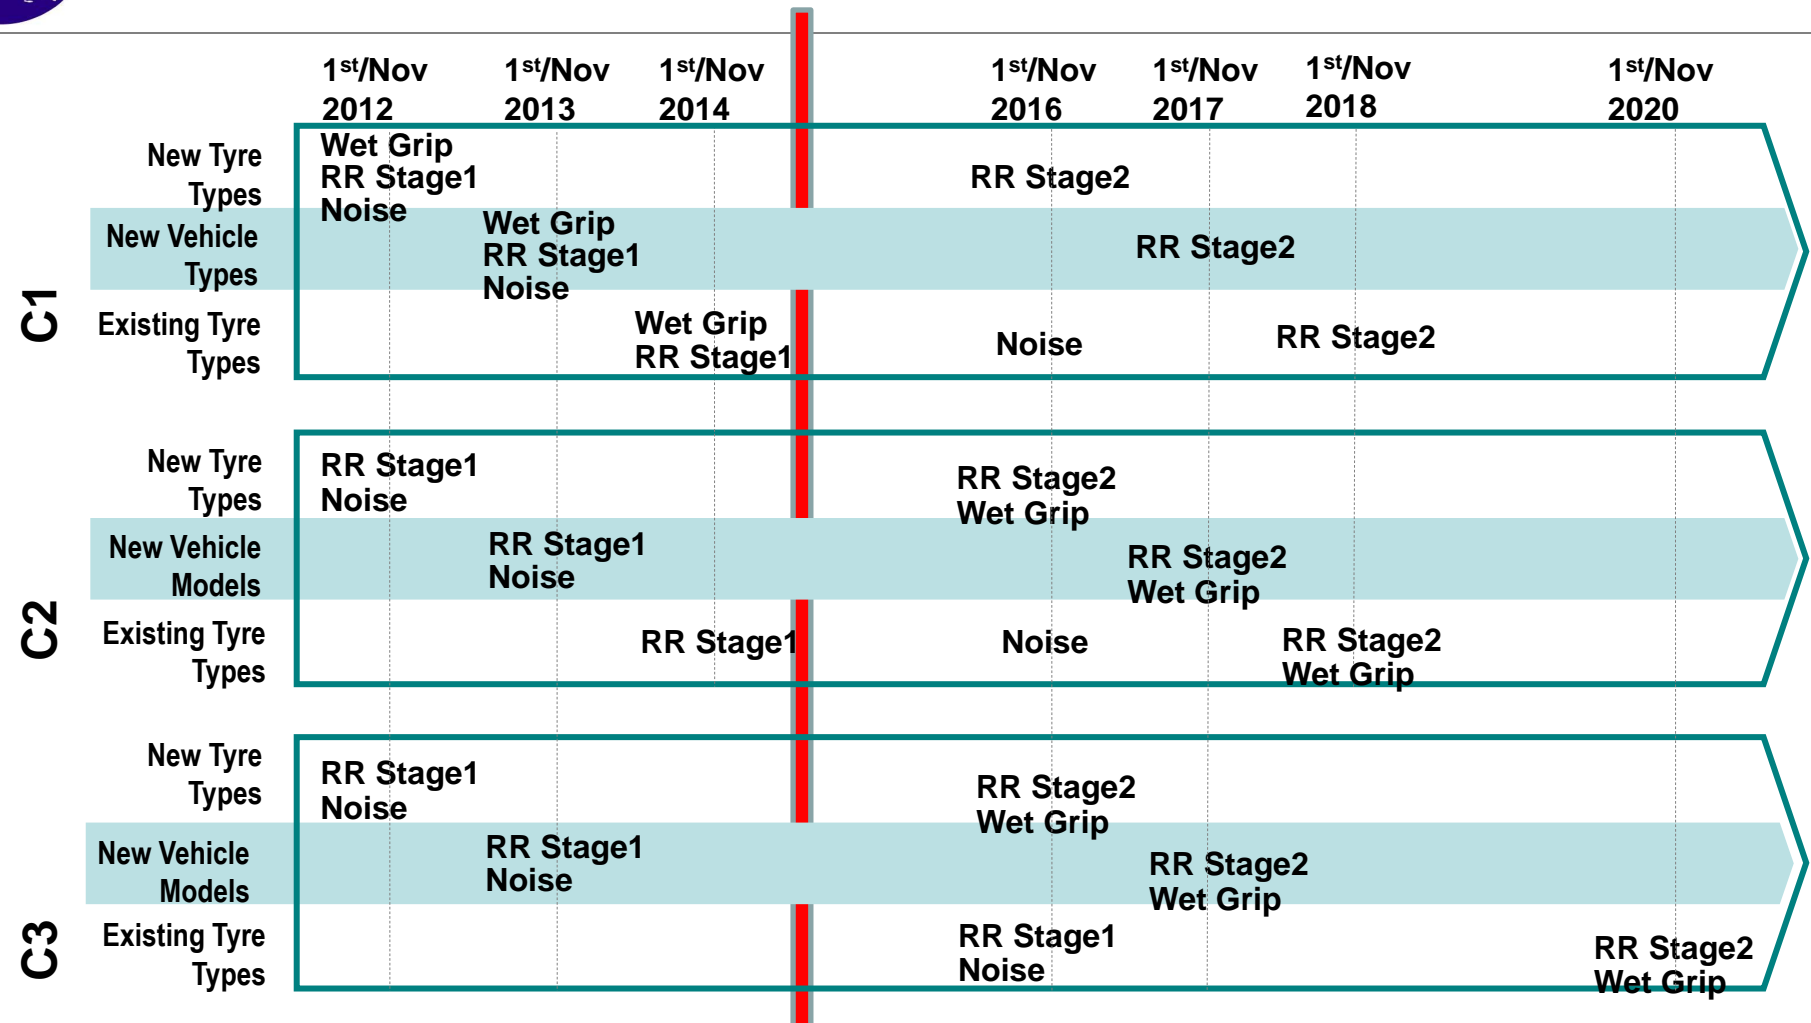 1st/Nov 2012
1st/Nov 2013
1st/Nov 2014
1st/Nov 2016
1st/Nov 2017
1st/Nov 2018
1st/Nov 2020
C1
New Tyre
Types
Wet Grip
RR Stage1
Noise
RR Stage2
New Vehicle
Types
Wet Grip
RR Stage1
Noise
RR Stage2
Existing Tyre
Types
Wet Grip
RR Stage1
Noise
RR Stage2
C2
New Tyre
Types
RR Stage1
Noise
RR Stage2
Wet Grip
New Vehicle
Models
RR Stage1
Noise
RR Stage2
Wet Grip
Existing Tyre
Types
RR Stage1
Noise
RR Stage2
Wet Grip
C3
New Tyre
Types
RR Stage1
Noise
RR Stage2
Wet Grip
New Vehicle
Models
RR Stage1
Noise
RR Stage2
Wet Grip
Existing Tyre
Types
RR Stage1
Noise
RR Stage2
Wet Grip